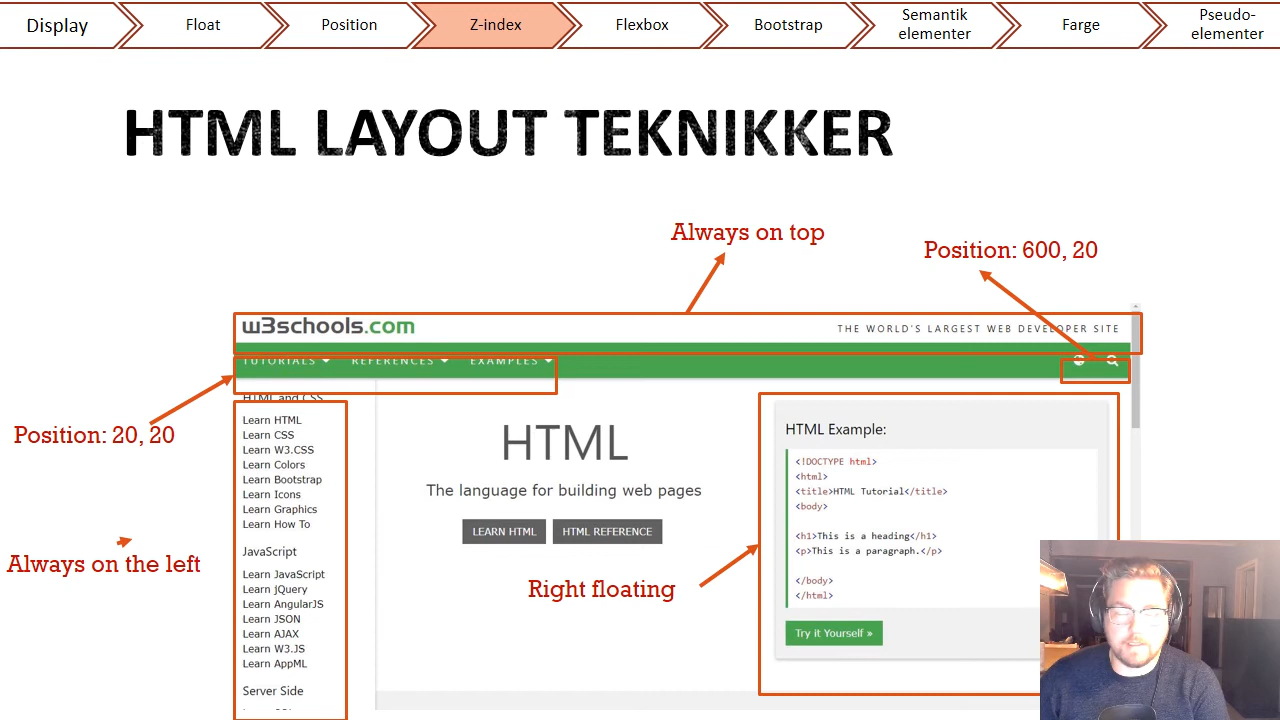 Display
Float
Position
Z-index
Flexbox
Bootstrap
Semantik
elementer
Farge
Pseudo-
elementer
HTML LAYOUT TEKNIKKER
Always on top
Position: 600, 20
w3schools.com
THE WORLD'S LARGEST WEB DEVELOPER SITE
TUTORIALS REFERENCES EXAMPLES
Position: 20, 20
HTML and CSS
Learn HTML
Learn CSS
Learn W3.CSS
Learn Colors
Learn Bootstrap
Learn Icons
Learn Graphics
Learn How To
Always on the left
JavaScript
Learn JavaScript
Learn jQuery
Learn AngularJS
Learn JSON
Learn AJAX
Learn W3.JS
Learn AppML
Server Side
HTML
The language for building web pages
LEARN HTML
HTML REFERENCE
Right floating
HTML Example:
<!DOCTYPE html>
<html>
<title>HTML Tutorial</title>
<body>
<h1>This is a heading</h1>
<p>This is a paragraph.</p>
</body>
</html>
Try it Yourself »